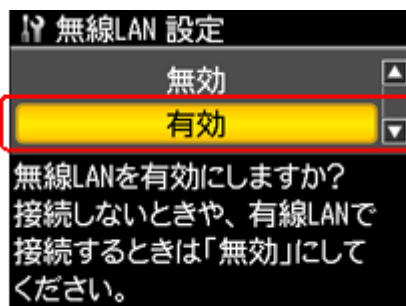 無線LAN 設定
無効
有効
無線LANを有効にしますか?
接続しないときや、有線LANで
接続するときは「無効」にして
ください。